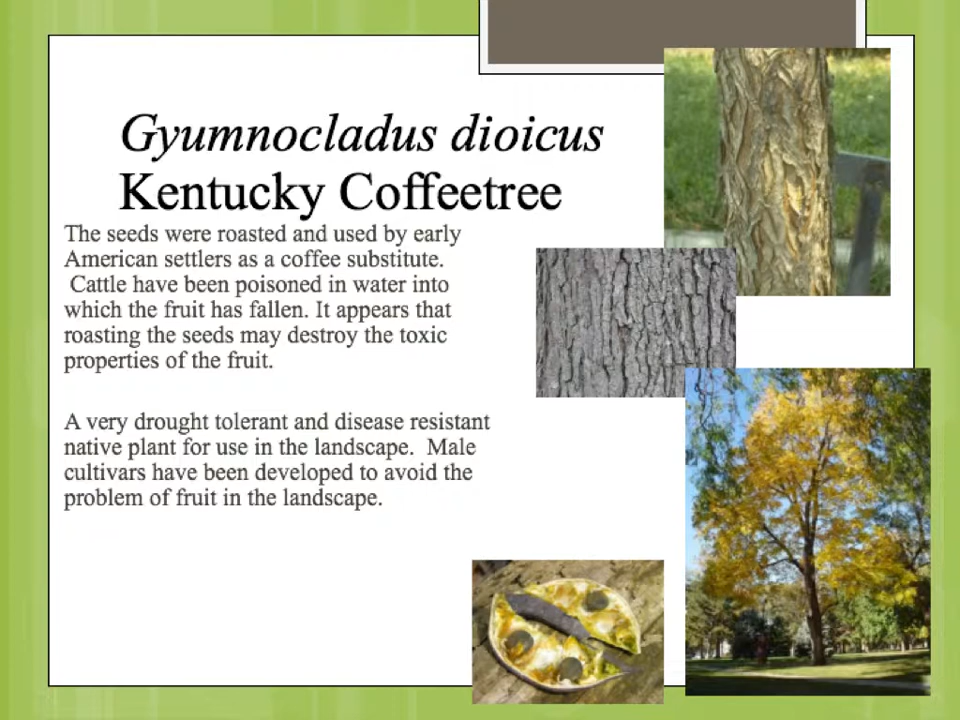 Gyumnocladus dioicus
Kentucky Coffeetree
The seeds were roasted and used by early
American settlers as a coffee substitute.
Cattle have been poisoned in water into
which the fruit has fallen. It appears that
roasting the seeds may destroy the toxic
properties of the fruit.
A very drought tolerant and disease resistant
native plant for use in the landscape.  Male
cultivars have been developed to avoid the
problem of fruit in the landscape.